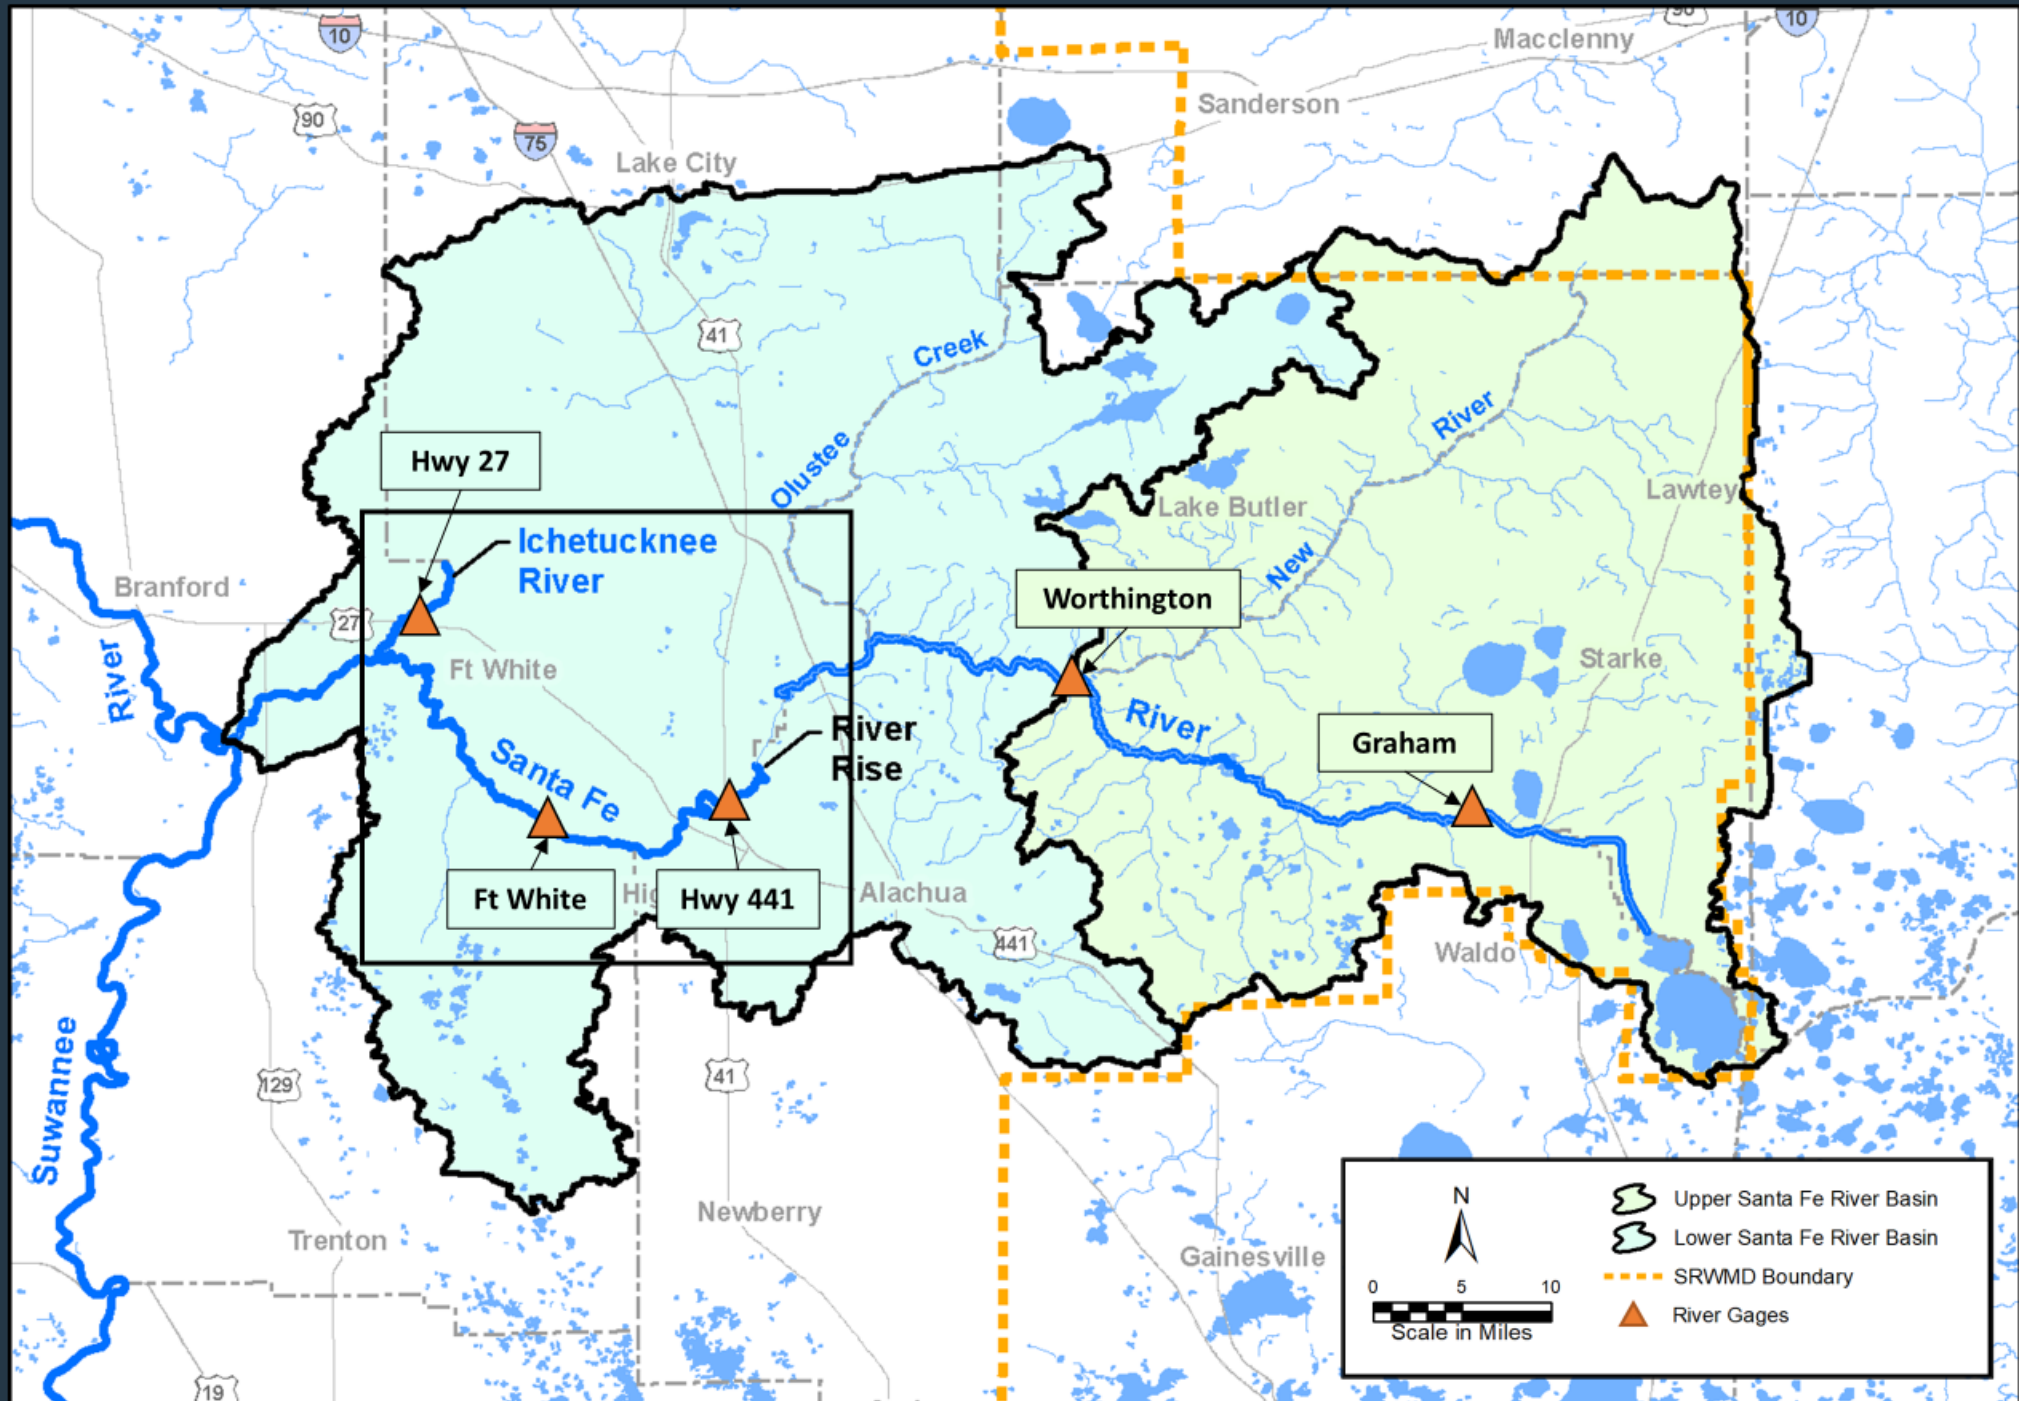 10
90
10
Macclenny
90
Sanderson
75
Lake City
41
Creek
River
Hwy 27
Olustee
Lawtey
Lake Butler
Ichetucknee
River
New
Branford
Worthington
27
Ft White
Starke
River
River
River
Rise
Graham
Santa Fe
Ft White
Hwy 441
Alachua
441
Waldo
Suwannee
129
41
Newberry
Trenton
Gainesville
19
N
0 5 10
Scale in Miles
Upper Santa Fe River Basin
Lower Santa Fe River Basin
SRWMD Boundary
River Gages